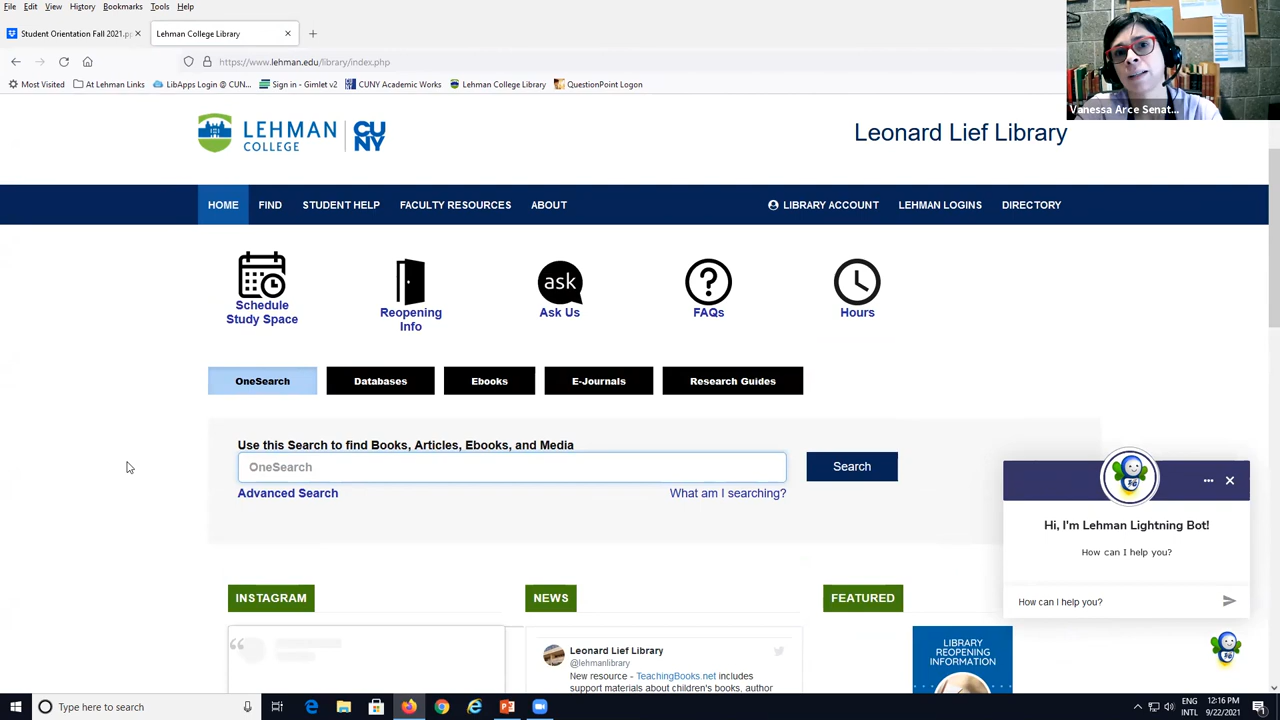 File Edit View History Bookmarks Tools Help
Student Orientation Fall 2021.p
Lehman College Library
https://www.lehman.edu/library/index.php
Most Visited At Lehman Links LibApps Login @ CUN... Sign in - Gimlet v2 CUNY Academic Works Lehman College Library QuestionPoint Logon
Vanessa Arce Senat...
LEHMAN COLLEGE
CUNY
Leonard Lief Library
HOME FIND STUDENT HELP FACULTY RESOURCES ABOUT LIBRARY ACCOUNT LEHMAN LOGINS DIRECTORY
Schedule
Study Space
Reopening
Info
ask
Ask Us
?
FAQs
Hours
OneSearch Databases Ebooks E-Journals Research Guides
Use this Search to find Books, Articles, Ebooks, and Media
OneSearch
Search
Advanced Search What am I searching?
Hi, I'm Lehman Lightning Bot!
How can I help you?
How can I help you?
INSTAGRAM NEWS FEATURED
Leonard Lief Library
@lehmanlibrary
New resource - TeachingBooks.net includes
support materials about children's books, author
LIBRARY
REOPENING
INFORMATION
Type here to search
ENG
INTL
12:16 PM
9/22/2021